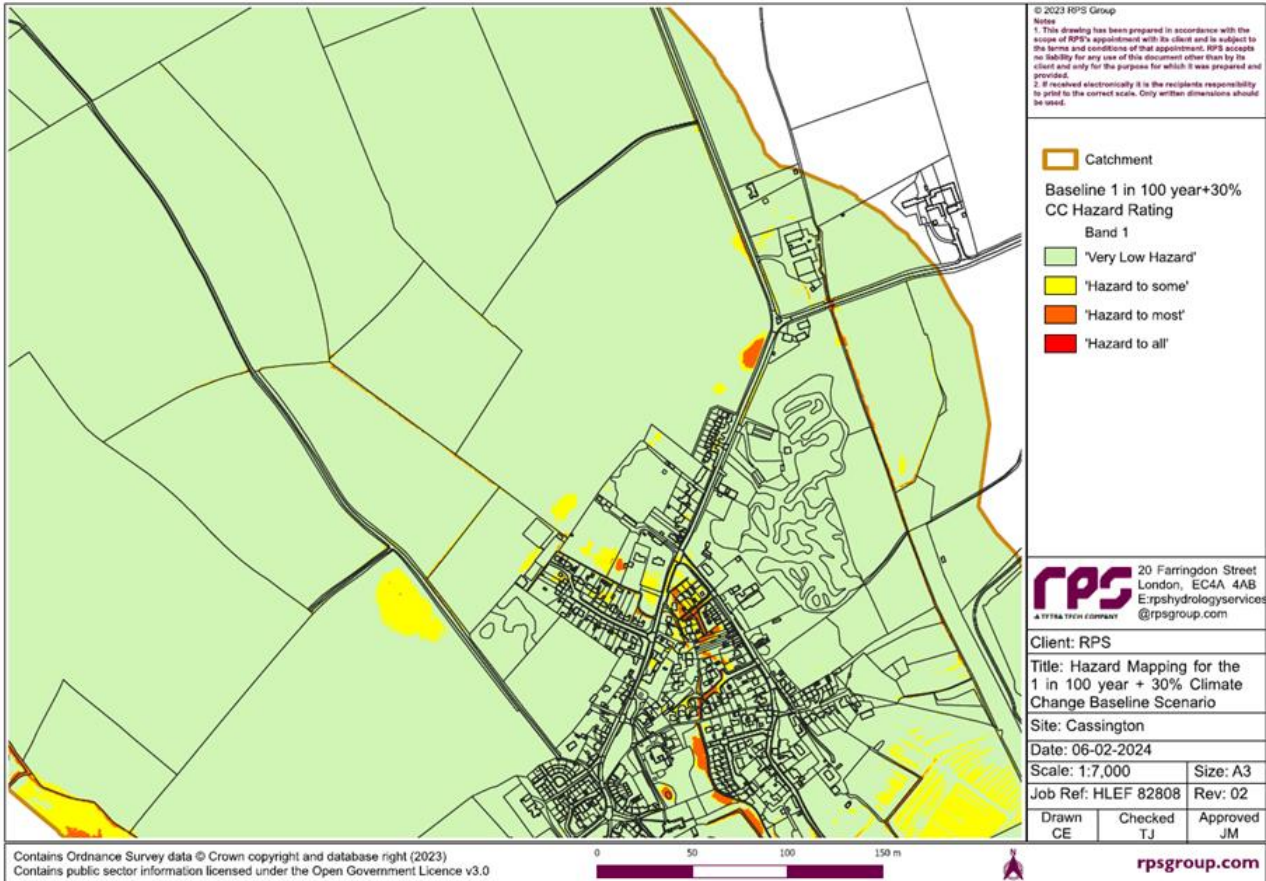 © 2023 RPS Group
Notes
1. This drawing has been prepared in accordance with the
scope of RPS's appointment with its client and is subject to
the terms and conditions of that appointment. RPS accepts
no liability for any use of this document other than by its
client and only for the purpose for which it was prepared and
provided.
2. If received electronically it is the recipients responsibility
to print to the correct scale. Only written dimensions should
be used.
Catchment
Baseline 1 in 100 year+30%
CC Hazard Rating
Band 1
'Very Low Hazard'
'Hazard to some'
'Hazard to most'
'Hazard to all'
rps
A TETRA TECH COMPANY
20 Farringdon Street
London, EC4A 4AB
E:rpshydrologyservices
@rpsgroup.com
Client: RPS
Title: Hazard Mapping for the
1 in 100 year + 30% Climate
Change Baseline Scenario
Site: Cassington
Date: 06-02-2024
Scale: 1:7,000 Size: A3
Job Ref: HLEF 82808 Rev: 02
Drawn Checked Approved
CE TJ JM
Contains Ordnance Survey data © Crown copyright and database right (2023)
Contains public sector information licensed under the Open Government Licence v3.0
0 50 100 150 m
N
rpsgroup.com